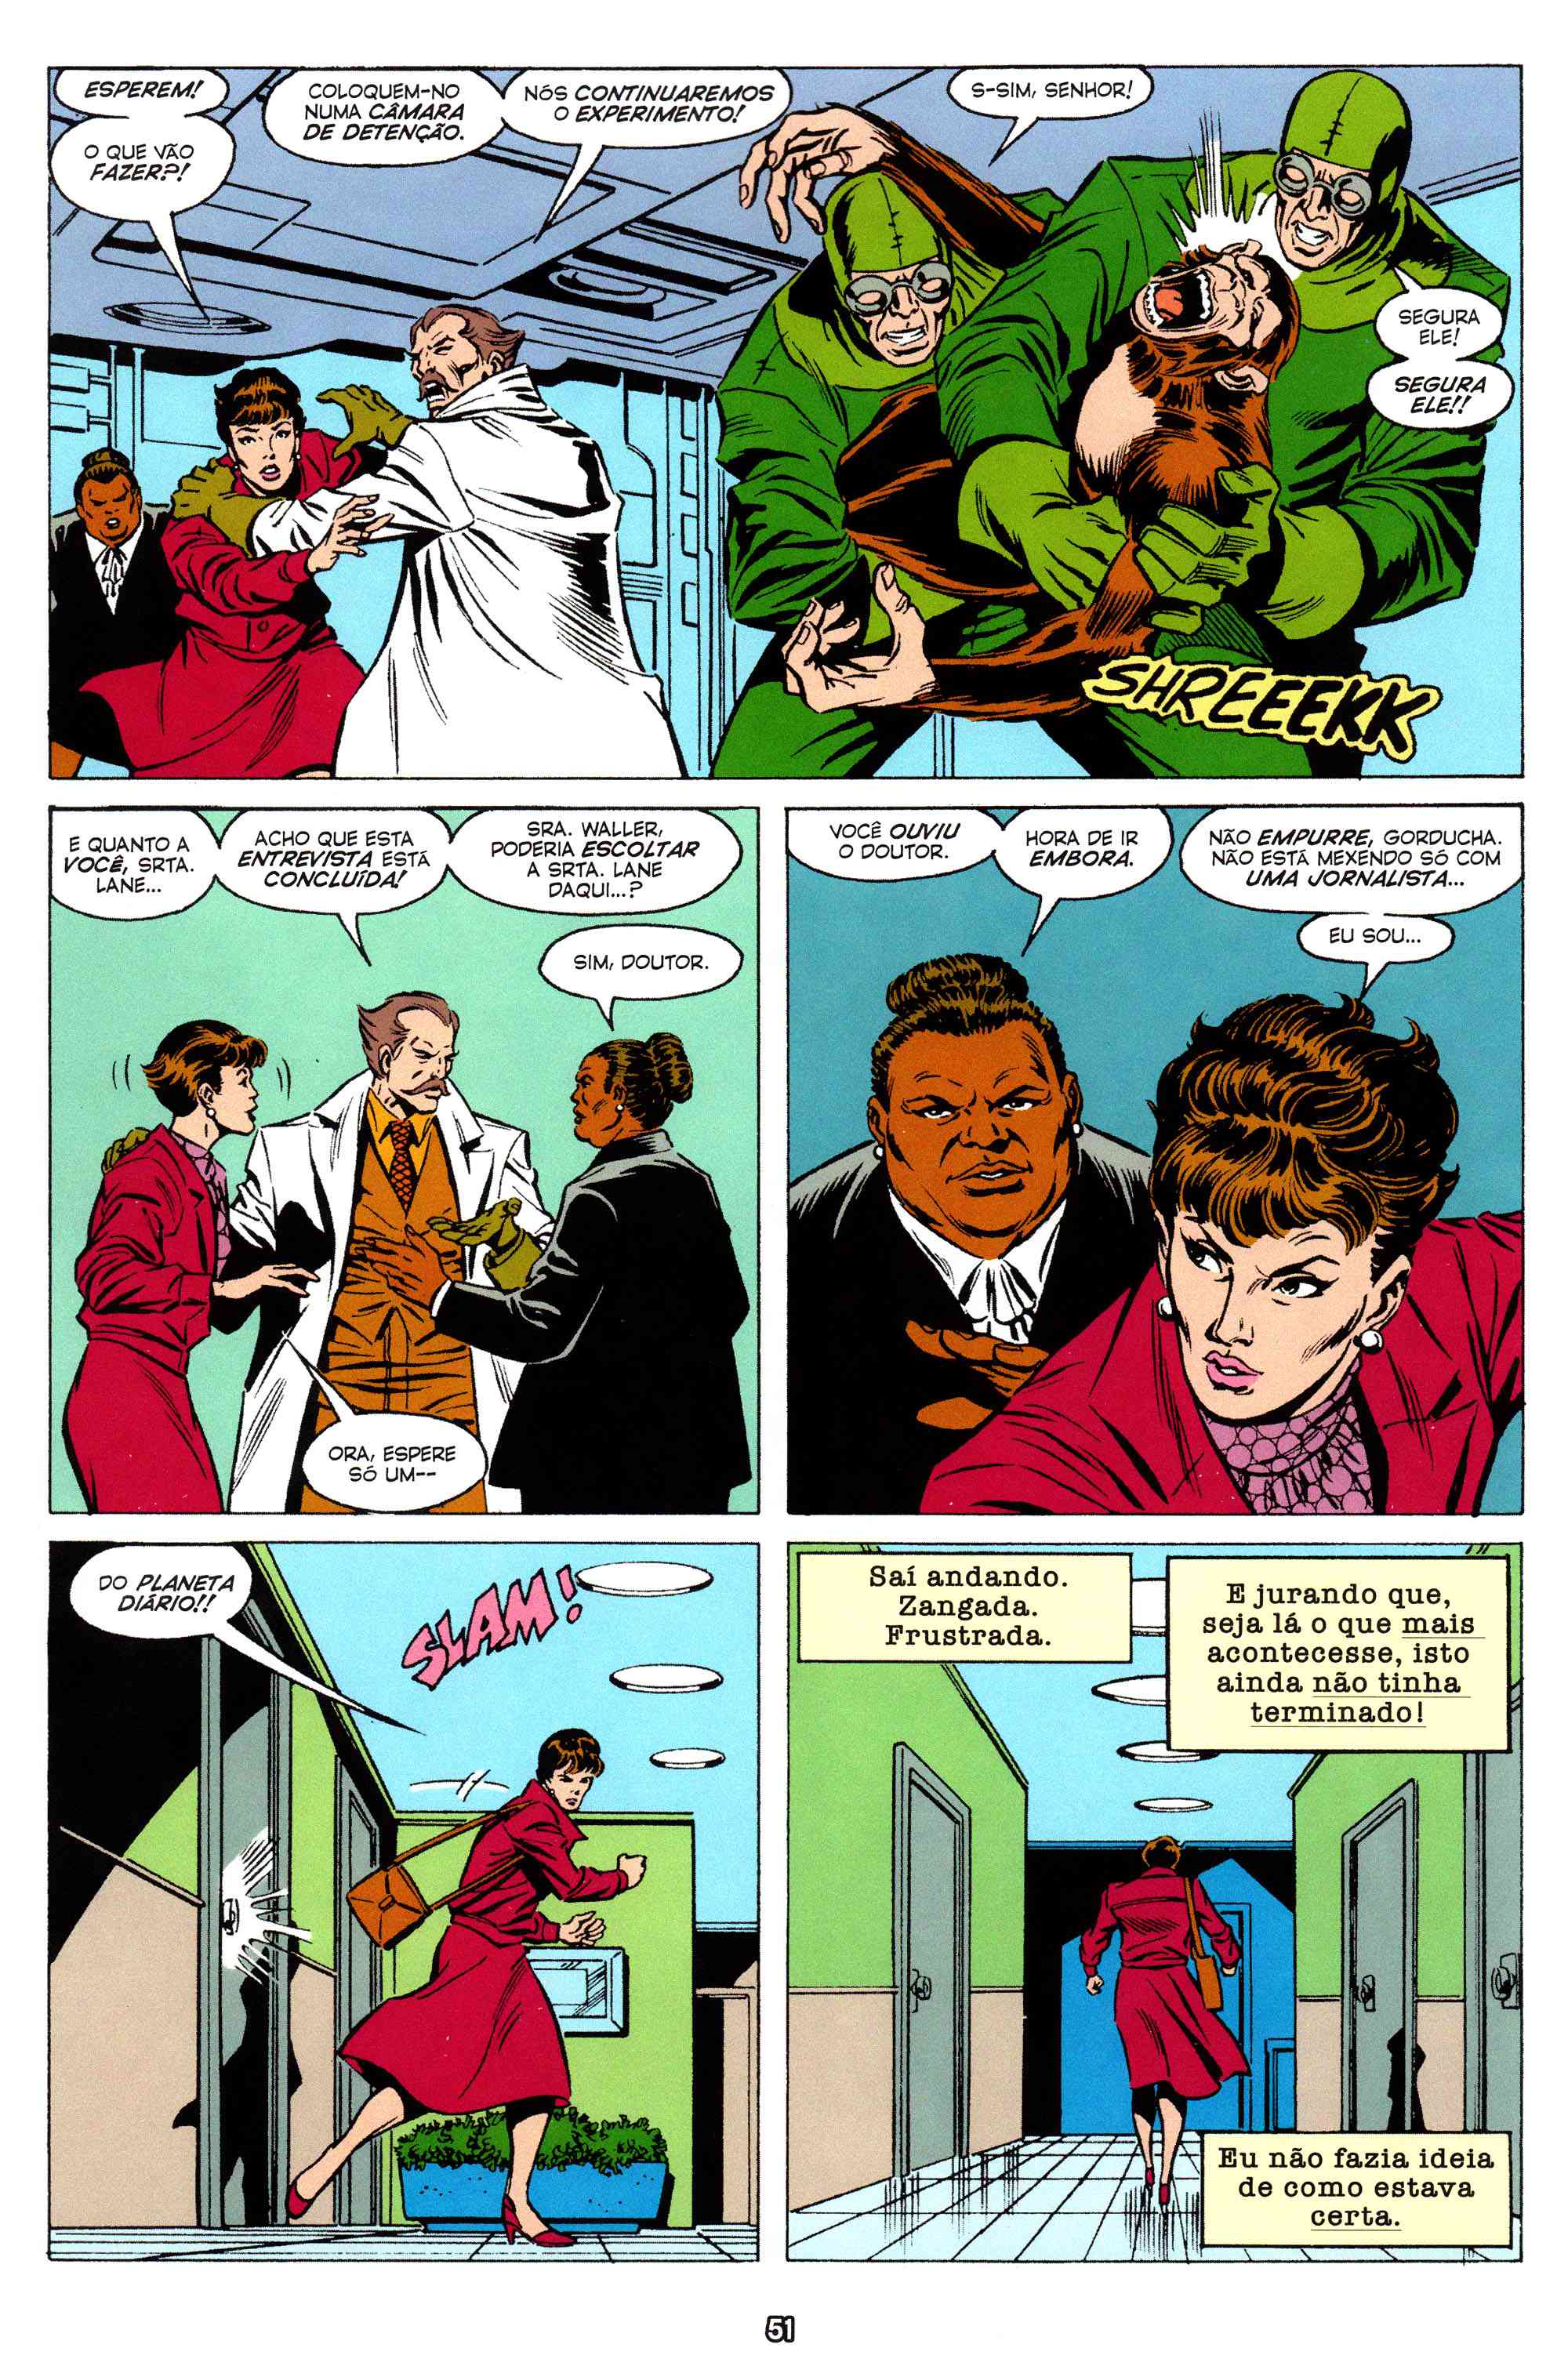 ESPEREM!
O QUE VÃO
FAZER?!
COLOQUEM-NO
NUMA CÂMARA
DE DETENÇÃO.
NÓS CONTINUAREMOS
O EXPERIMENTO!
S-SIM, SENHOR!
SEGURA
ELE!
SEGURA
ELE!!
SHREEEKK
E QUANTO A
VOCÊ, SRTA.
LANE...
ACHO QUE ESTA
ENTREVISTA ESTÁ
CONCLUÍDA!
SRA. WALLER,
PODERIA ESCOLTAR
A SRTA. LANE
DAQUI...?
SIM, DOUTOR.
ORA, ESPERE
SÓ UM--
VOCÊ OUVIU
O DOUTOR.
HORA DE IR
EMBORA.
NÃO EMPURRE, GORDUCHA.
NÃO ESTÁ MEXENDO SÓ COM
UMA JORNALISTA...
EU SOU...
DO PLANETA
DIÁRIO!!
SLAM!
Saí andando.
Zangada.
Frustrada.
E jurando que,
seja lá o que mais
acontecesse, isto
ainda não tinha
terminado!
Eu não fazia ideia
de como estava
certa.
51